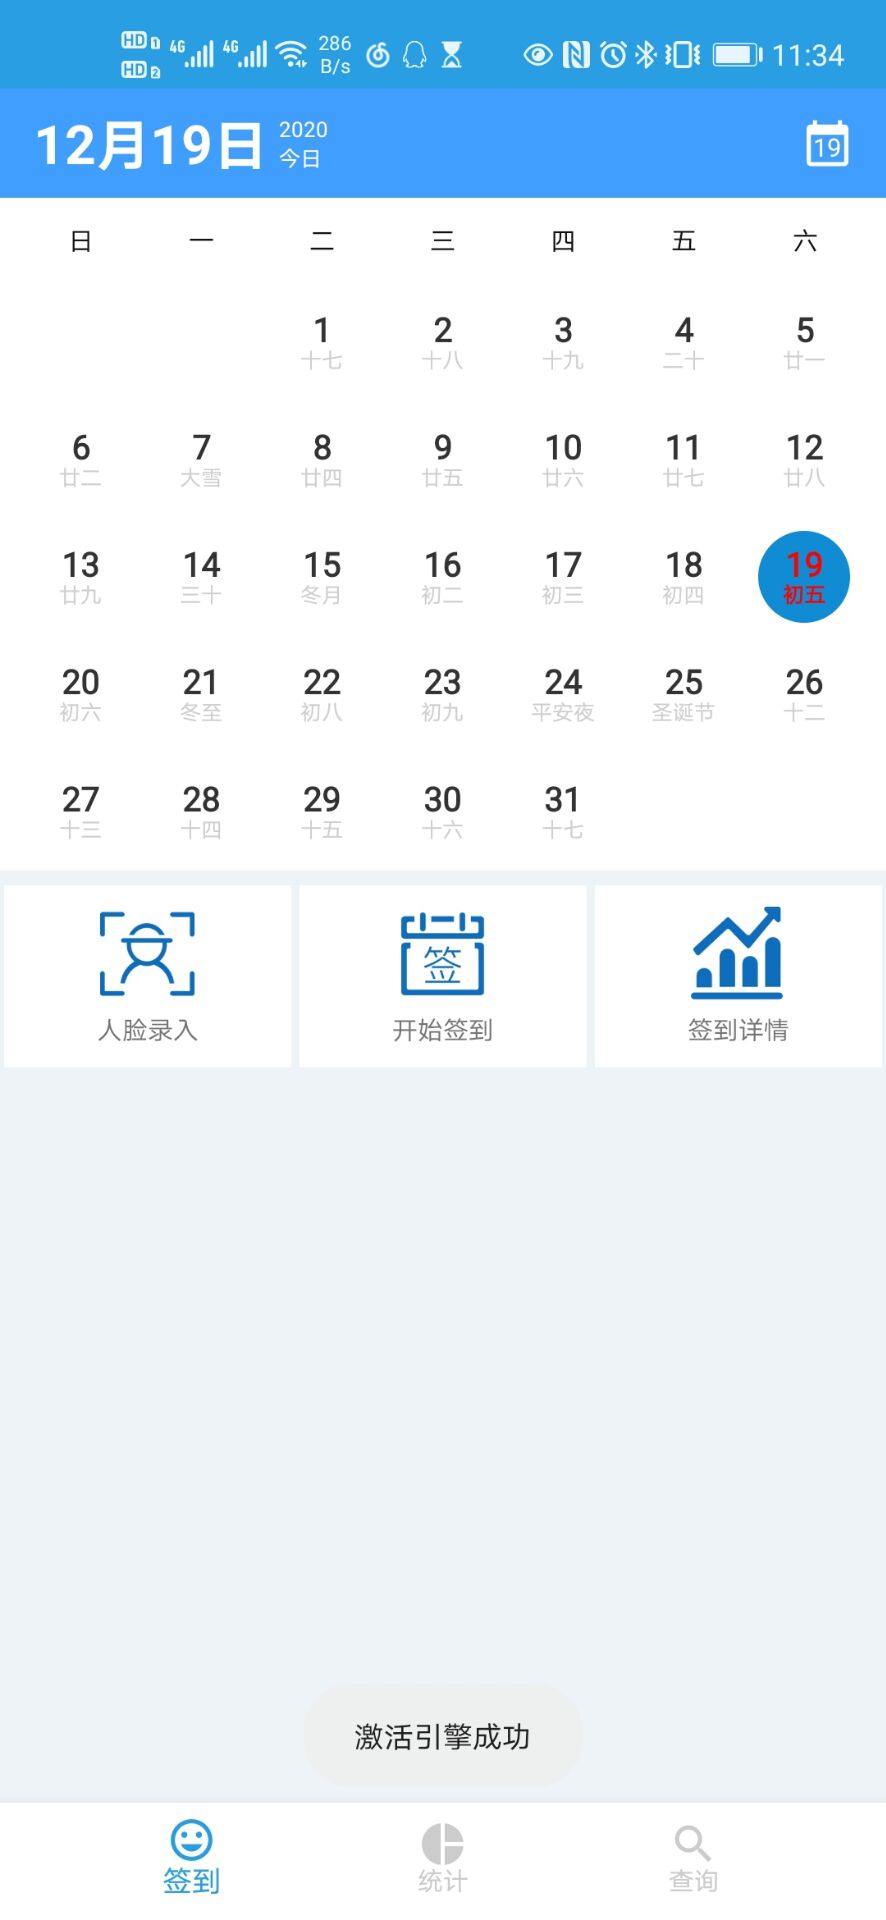 HD 1 4G 4G 286 B/s 11:34
HD 2
12月19日 2020 今日 19
日 一 二 三 四 五 六
1 2 3 4 5
十七 十八 十九 二十 廿一
6 7 8 9 10 11 12
廿二 大雪 廿四 廿五 廿六 廿七 廿八
13 14 15 16 17 18 19
廿九 三十 冬月 初二 初三 初四 初五
20 21 22 23 24 25 26
初六 冬至 初八 初九 平安夜 圣诞节 十二
27 28 29 30 31
十三 十四 十五 十六 十七
签
人脸录入 开始签到 签到详情
激活引擎成功
签到 统计 查询